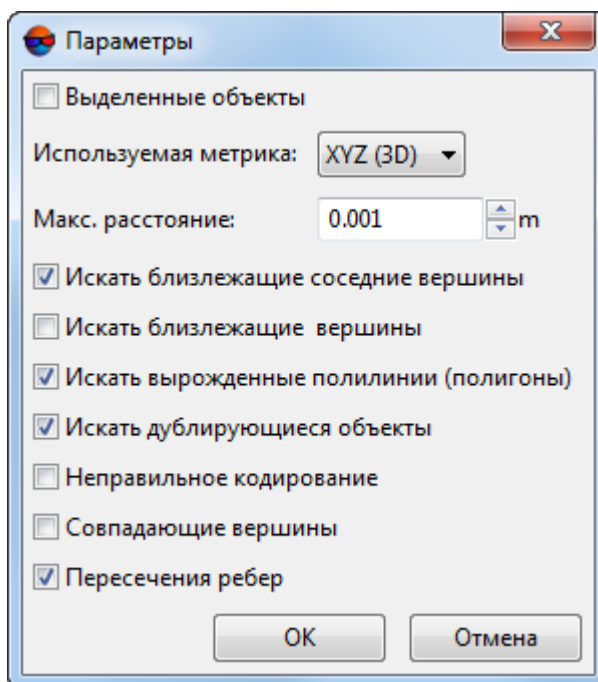 Параметры
Выделенные объекты
Используемая метрика: XYZ (3D)
Макс. расстояние: 0.001 m
Искать близлежащие соседние вершины
Искать близлежащие вершины
Искать вырожденные полилинии (полигоны)
Искать дублирующиеся объекты
Неправильное кодирование
Совпадающие вершины
Пересечения ребер
OK Отмена